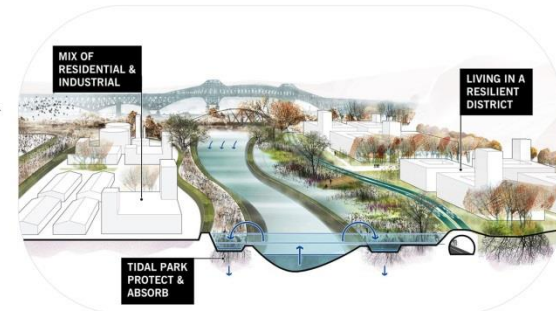 MIX OF
RESIDENTIAL &
INDUSTRIAL
LIVING IN A
RESILIENT
DISTRICT
TIDAL PARK
PROTECT &
ABSORB